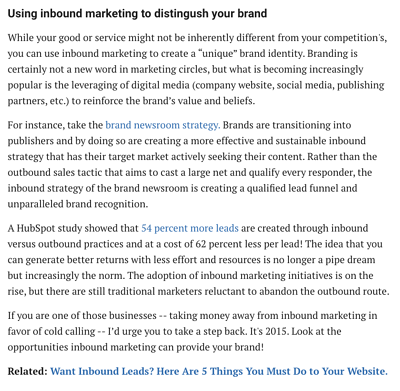 Using inbound marketing to distingush your brand
While your good or service might not be inherently different from your competition's,
you can use inbound marketing to create a “unique” brand identity. Branding is
certainly not a new word in marketing circles, but what is becoming increasingly
popular is the leveraging of digital media (company website, social media, publishing
partners, etc.) to reinforce the brand’s value and beliefs.
For instance, take the brand newsroom strategy. Brands are transitioning into
publishers and by doing so are creating a more effective and sustainable inbound
strategy that has their target market actively seeking their content. Rather than the
outbound sales tactic that aims to cast a large net and qualify every responder, the
inbound strategy of the brand newsroom is creating a qualified lead funnel and
unparalleled brand recognition.
A HubSpot study showed that 54 percent more leads are created through inbound
versus outbound practices and at a cost of 62 percent less per lead! The idea that you
can generate better returns with less effort and resources is no longer a pipe dream
but increasingly the norm. The adoption of inbound marketing initiatives is on the
rise, but there are still traditional marketers reluctant to abandon the outbound route.
If you are one of those businesses -- taking money away from inbound marketing in
favor of cold calling -- I’d urge you to take a step back. It's 2015. Look at the
opportunities inbound marketing can provide your brand!
Related: Want Inbound Leads? Here Are 5 Things You Must Do to Your Website.